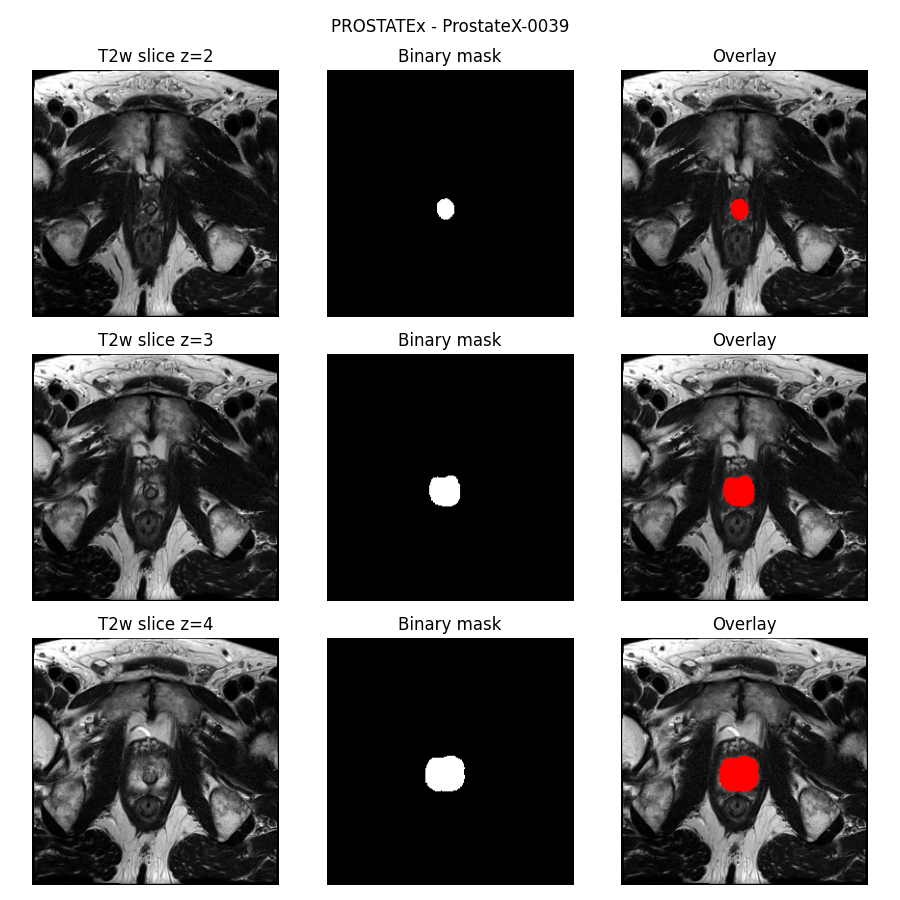 PROSTATEx - ProstateX-0039
T2w slice z=2 Binary mask Overlay
T2w slice z=3 Binary mask Overlay
T2w slice z=4 Binary mask Overlay